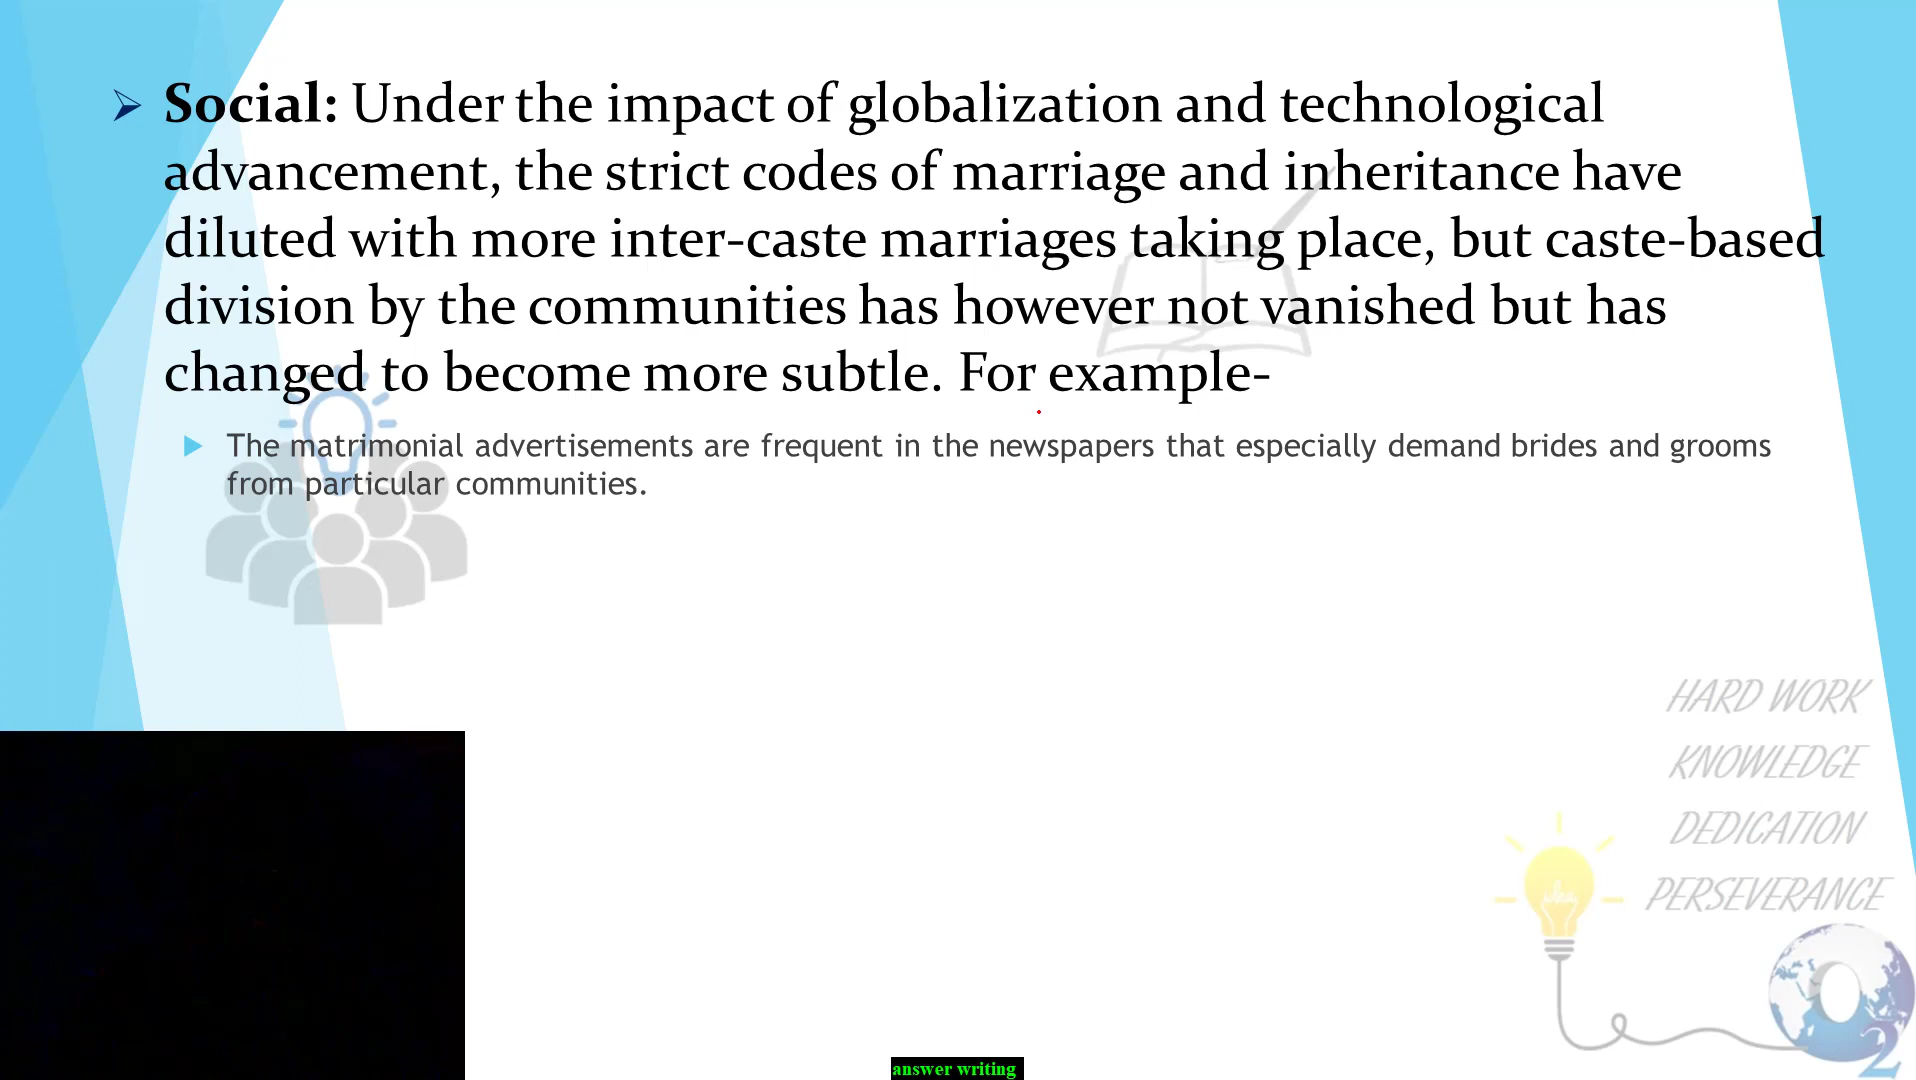 Social: Under the impact of globalization and technological
advancement, the strict codes of marriage and inheritance have
diluted with more inter-caste marriages taking place, but caste-based
division by the communities has however not vanished but has
changed to become more subtle. For example-
The matrimonial advertisements are frequent in the newspapers that especially demand brides and grooms
from particular communities.
HARD WORK
KNOWLEDGE
DEDICATION
PERSEVERANCE
idea
O2
answer writing